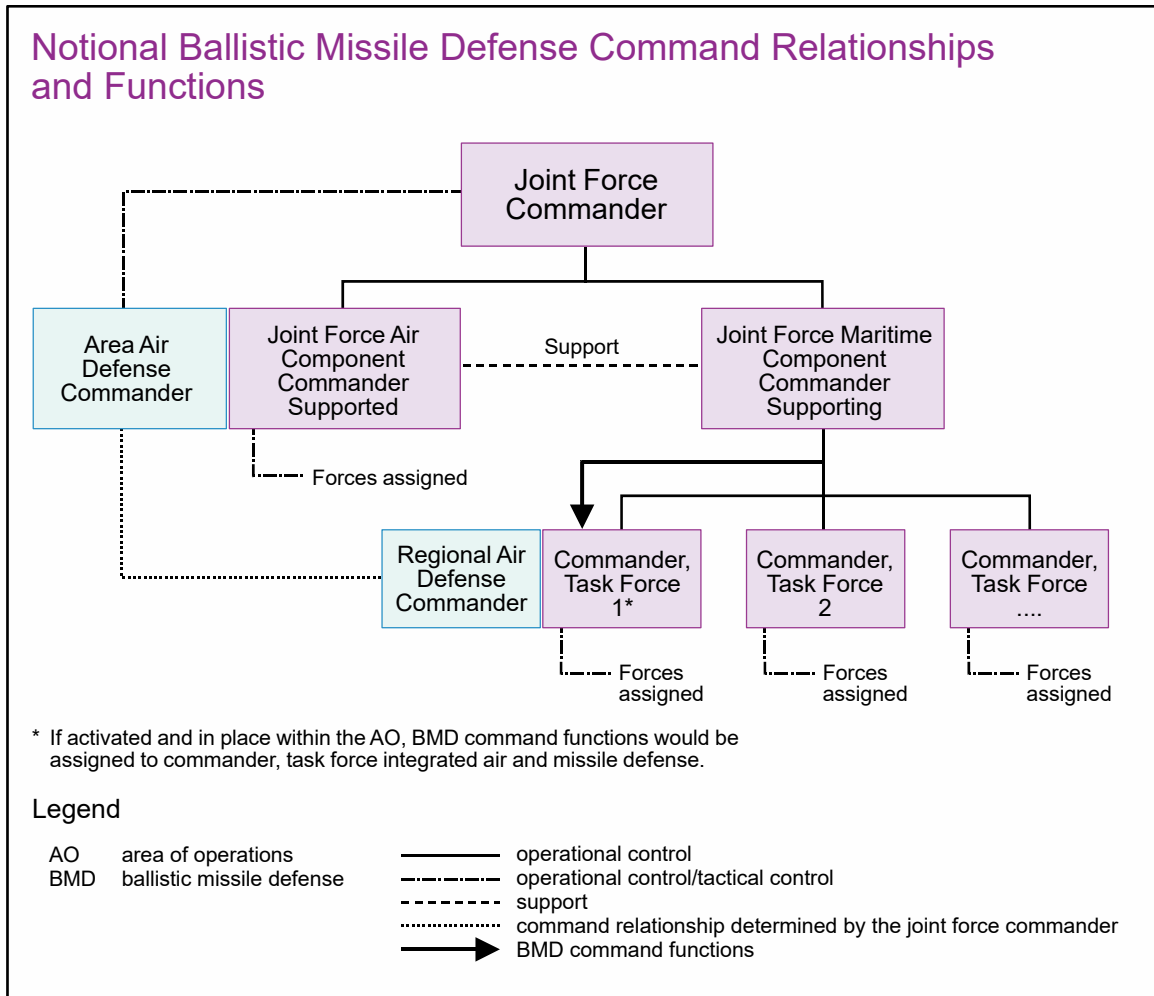 Notional Ballistic Missile Defense Command Relationships
and Functions
Joint Force
Commander
Area Air
Defense
Commander
Joint Force Air
Component
Commander
Supported
Support
Joint Force Maritime
Component
Commander
Supporting
Forces assigned
Regional Air
Defense
Commander
Commander,
Task Force
1*
Commander,
Task Force
2
Commander,
Task Force
....
Forces
assigned
Forces
assigned
Forces
assigned
* If activated and in place within the AO, BMD command functions would be
assigned to commander, task force integrated air and missile defense.
Legend
AO area of operations
BMD ballistic missile defense
operational control
operational control/tactical control
support
command relationship determined by the joint force commander
BMD command functions